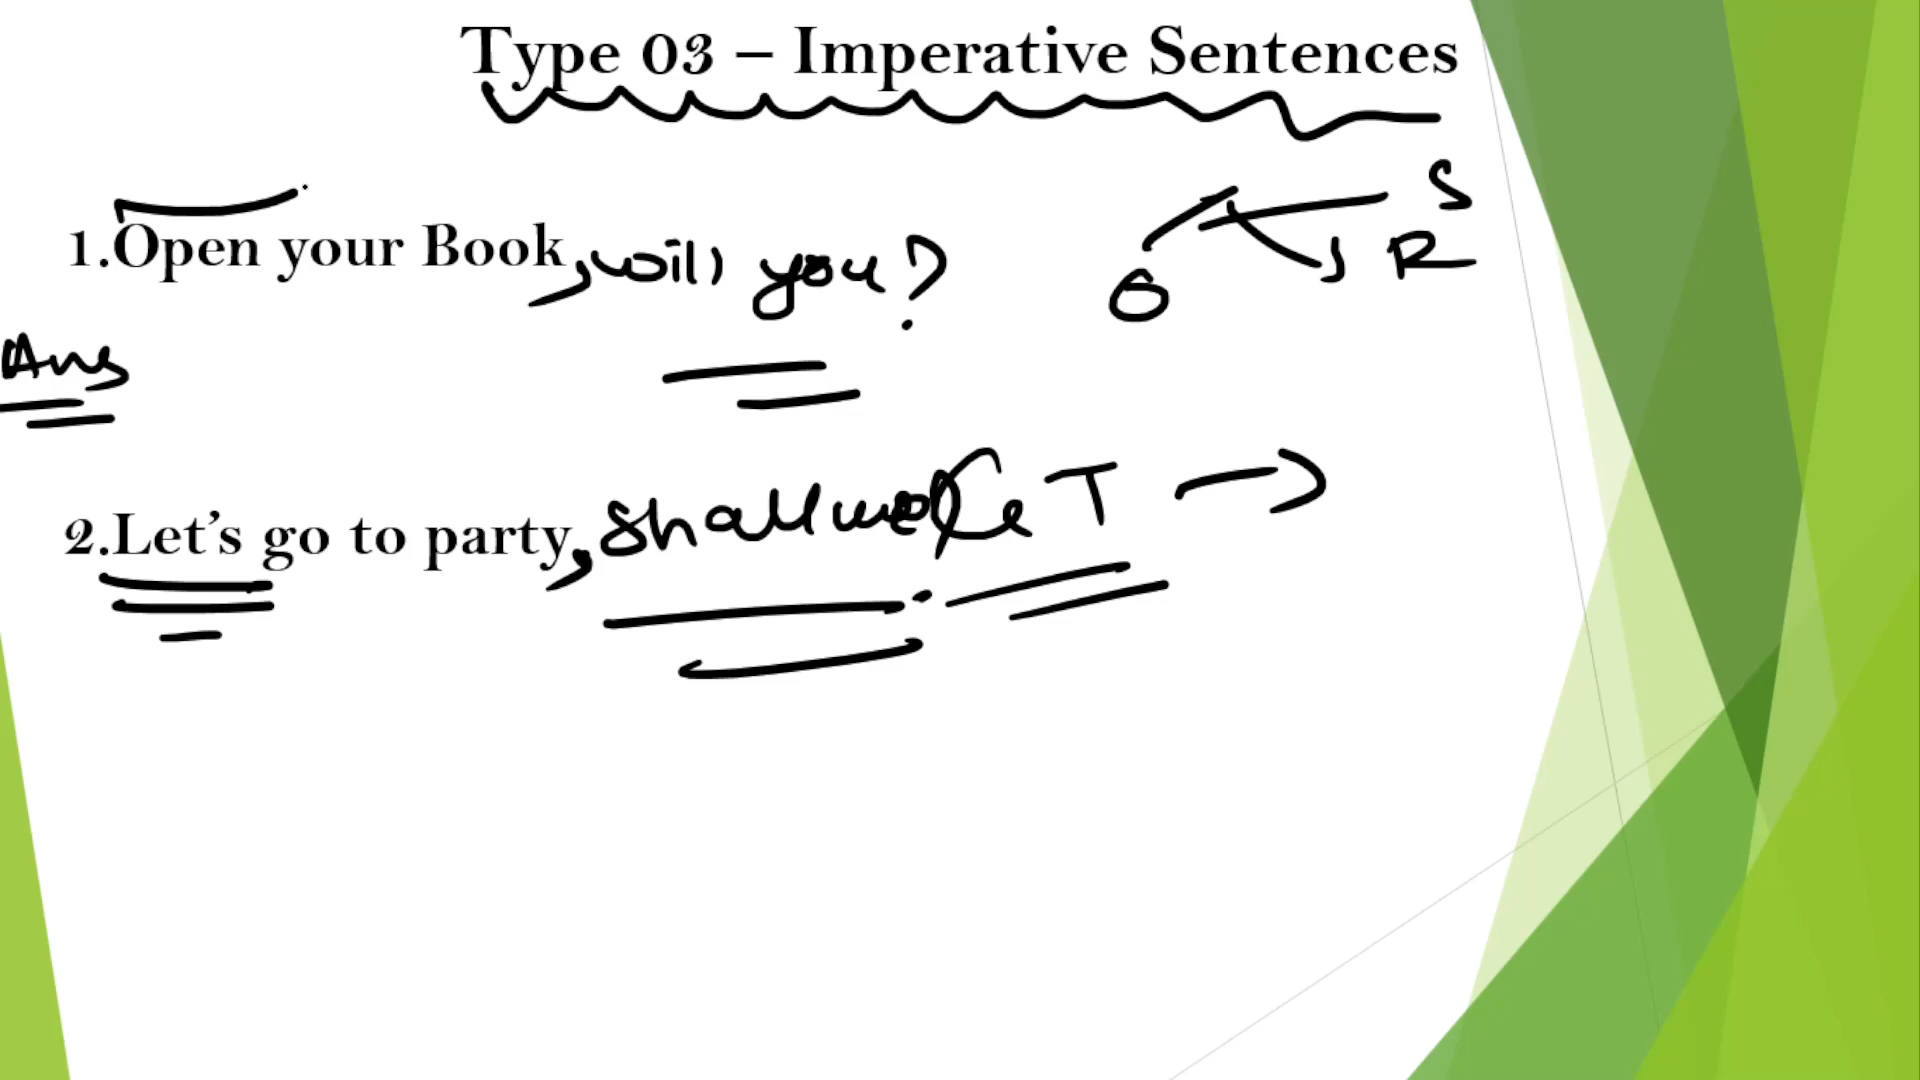 Type 03 – Imperative Sentences
S
1.Open your Book, will you?
R
O
Ans
2.Let's go to party, shall we?